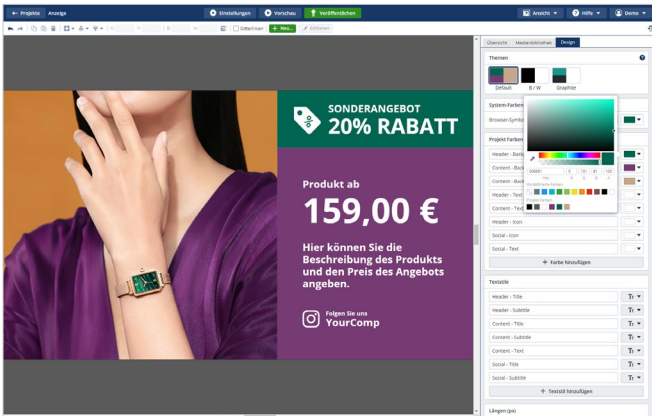 ← Projekte Anzeige
Einstellungen
Vorschau
Veröffentlichen
Ansicht
Hilfe
Demo
Gitterlinien
+ Neu...
Editieren
Übersicht
Medienbibliothek
Design
Themen
Default
B / W
Graphite
System-Farben
Browser-Symbo
Projekt Farben
Header - Back
Content - Back
Content - Back
Header - Text
Content - Text
Header - Icon
Social - Icon
Social - Text
+ Farbe hinzufügen
Textstile
Header - Title
Header - Subtitle
Content - Title
Content - Subtitle
Content - Text
Social - Title
Social - Subtitle
+ Textstil hinzufügen
Längen (px)
SONDERANGEBOT
20% RABATT
Produkt ab
159,00 €
Hier können Sie die
Beschreibung des Produkts
und den Preis des Angebots
angeben.
Folgen Sie uns
YourComp